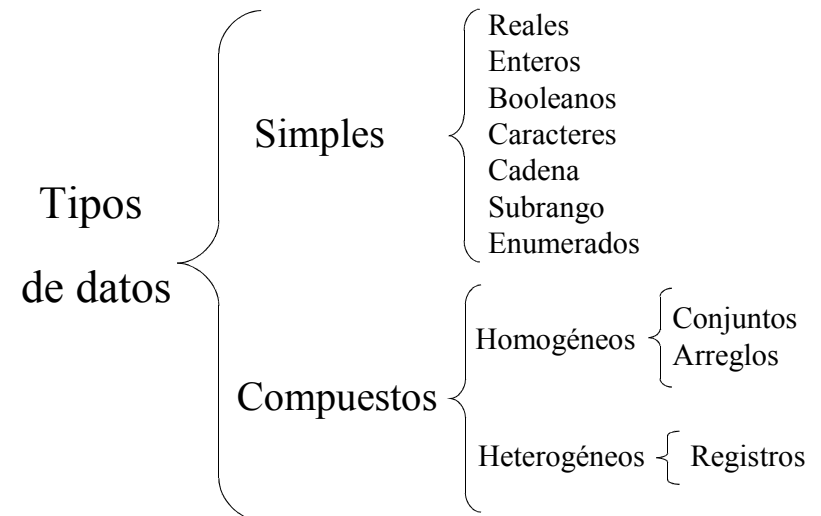 Tipos
de datos
Simples
Reales
Enteros
Booleanos
Caracteres
Cadena
Subrango
Enumerados
Compuestos
Homogéneos
Conjuntos
Arreglos
Heterogéneos
Registros